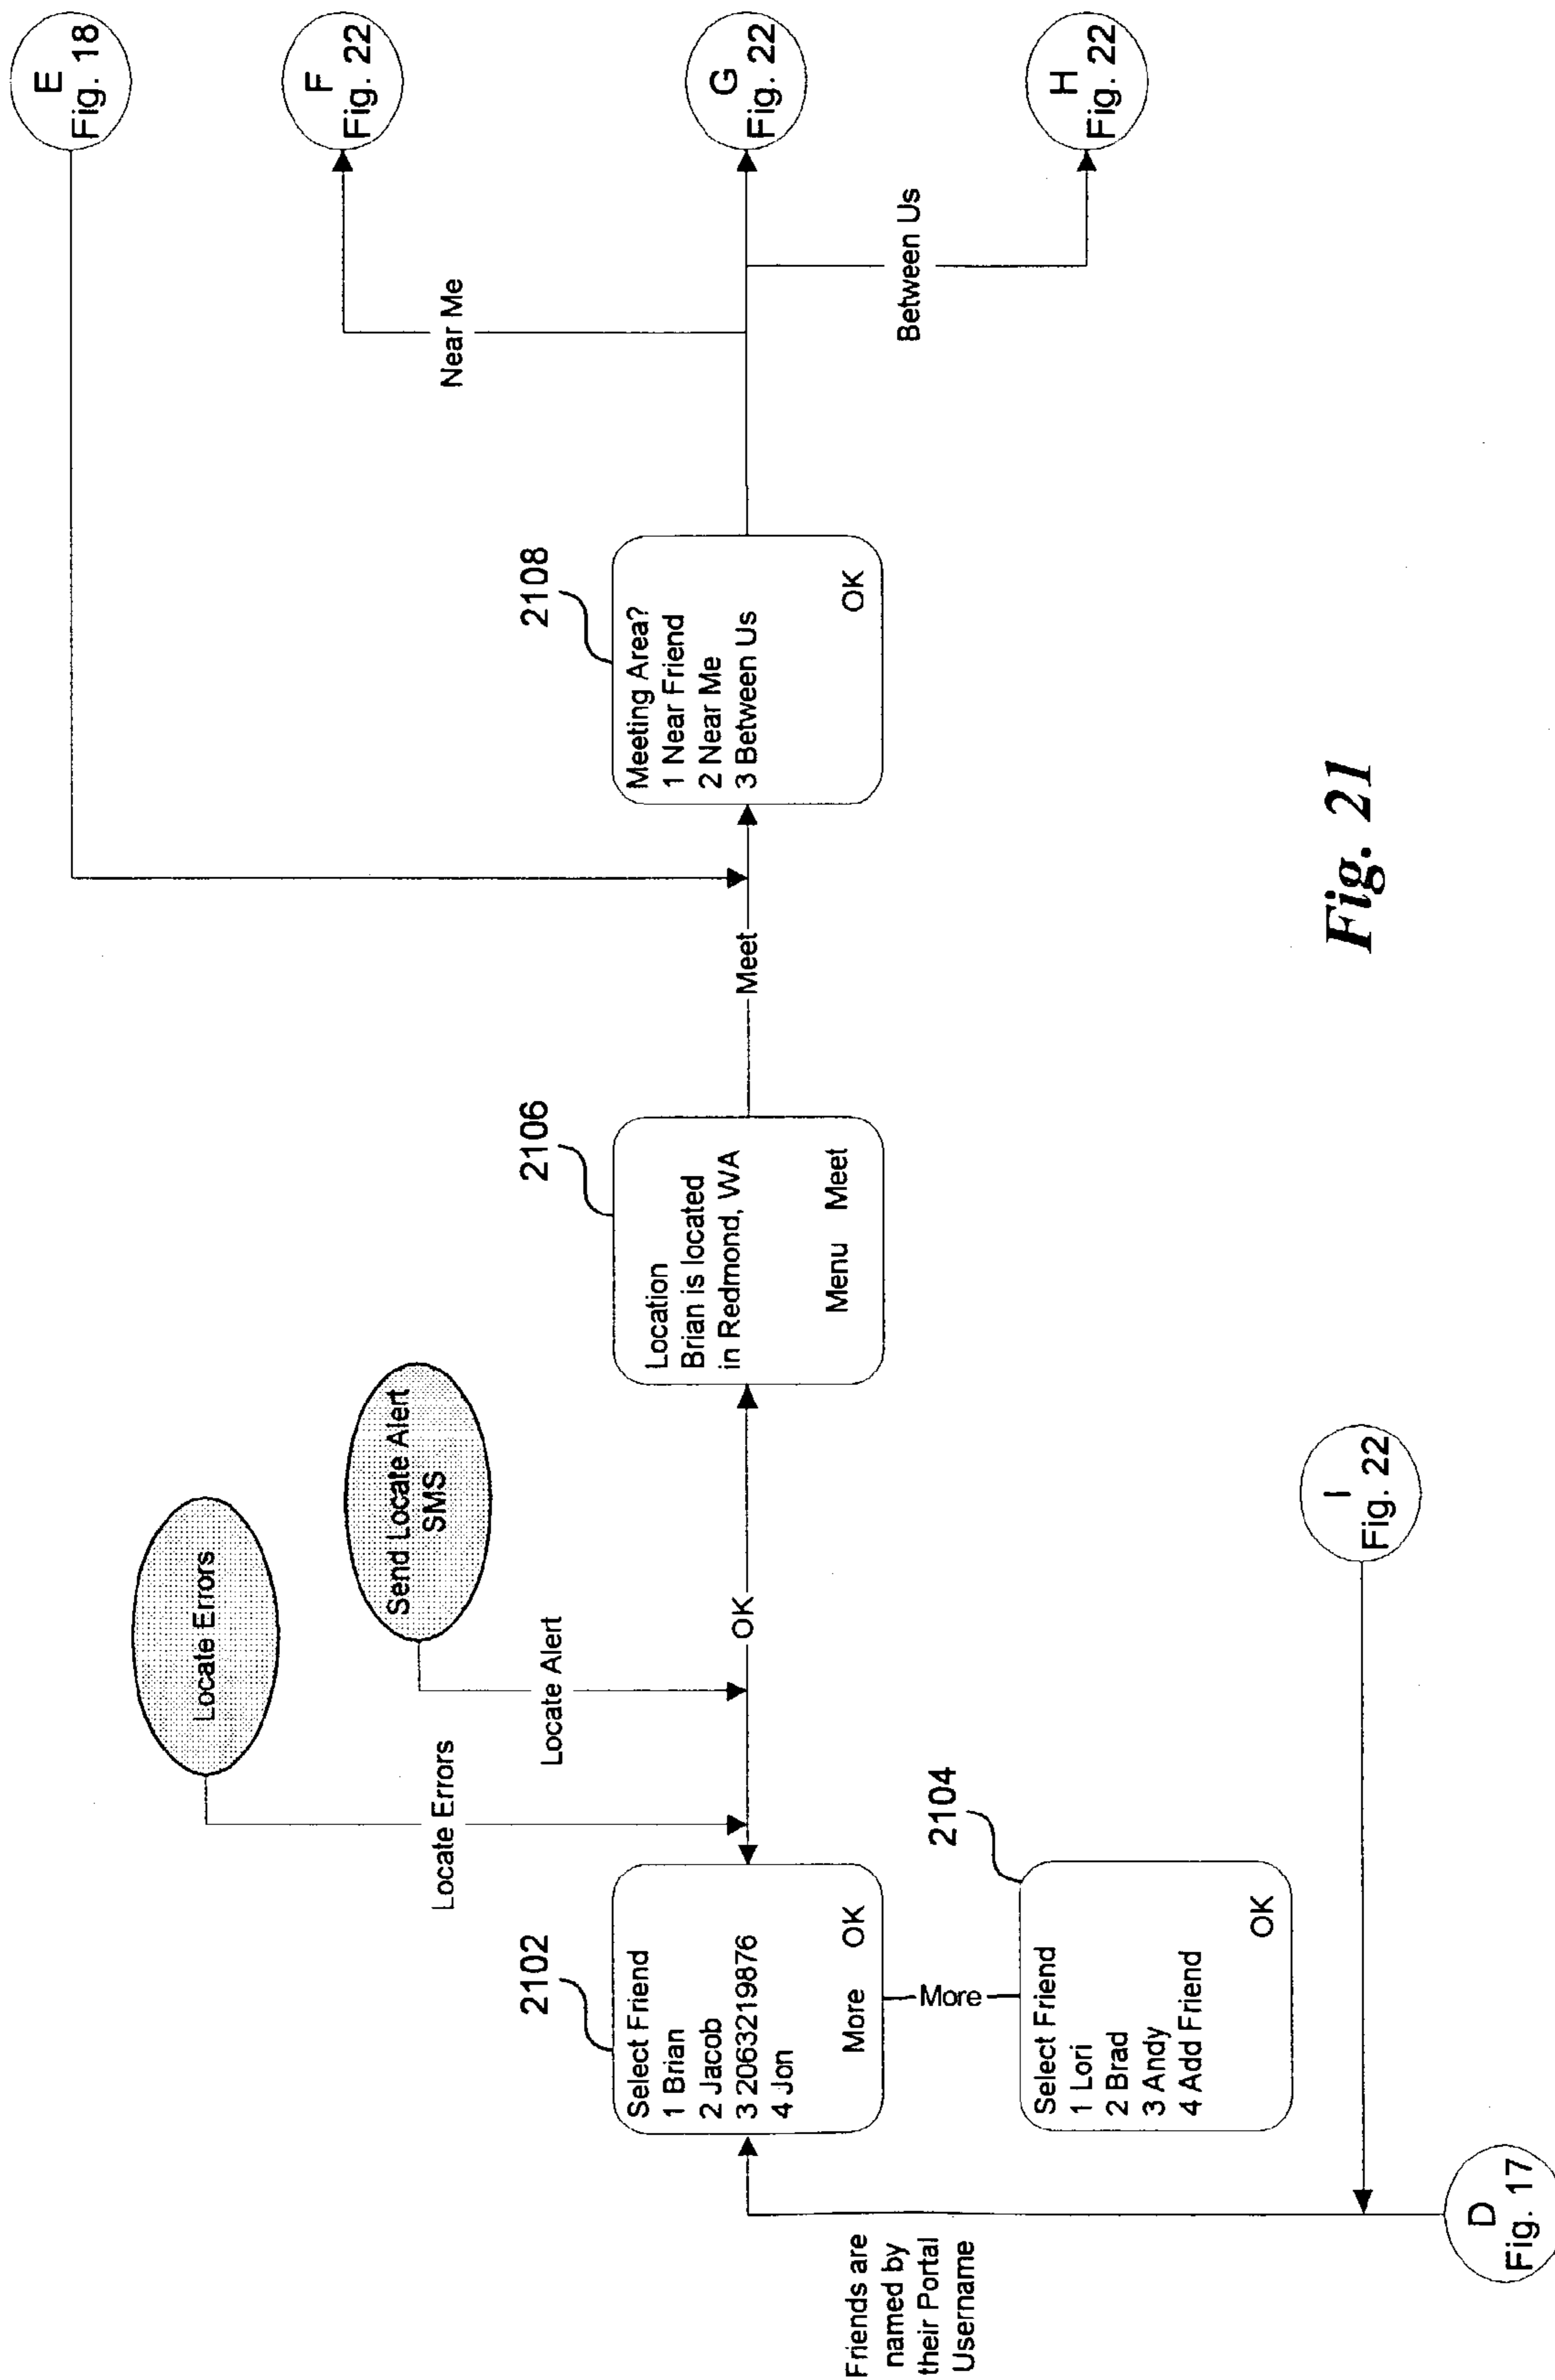 E
Fig. 18
F
Fig. 22
G
Fig. 22
H
Fig. 22
Near Me
Between Us
2108
Meeting Area?
1 Near Friend
2 Near Me
3 Between Us
OK
Meet
2106
Location
Brian is located
in Redmond, WA
Menu Meet
OK
Locate Errors
Send Locate Alert
SMS
Locate Errors
Locate Alert
2102
Select Friend
1 Brian
2 Jacob
3 2063219876
4 Jon
More OK
More
2104
Select Friend
1 Lori
2 Brad
3 Andy
4 Add Friend
OK
I
Fig. 22
D
Fig. 17
Friends are
named by
their Portal
Username
Fig. 21